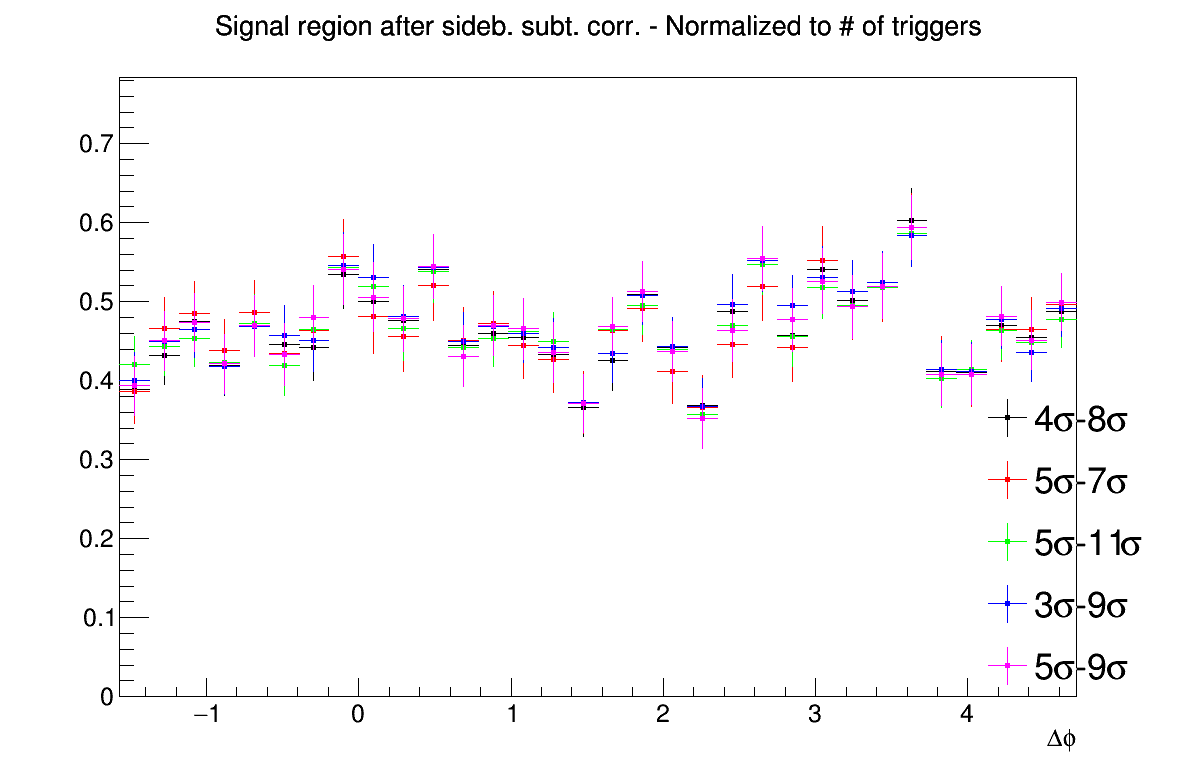 Signal region after sideb. subt. corr. - Normalized to # of triggers
0.7
0.6
0.5
0.4
0.3
0.2
0.1
0
4σ-8σ
5σ-7σ
5σ-11σ
3σ-9σ
5σ-9σ
−1 0 1 2 3 4
Δϕ